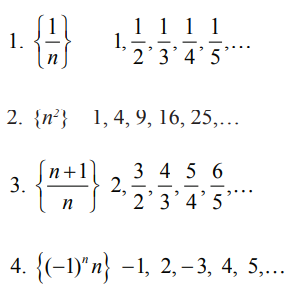 1. {1/n} 1, 1/2, 1/3, 1/4, 1/5,…
2. {n²} 1, 4, 9, 16, 25,…
3. {(n+1)/n} 2, 3/2, 4/3, 5/4, 6/5,…
4. {(−1)ⁿ n} −1, 2, −3, 4, 5,…